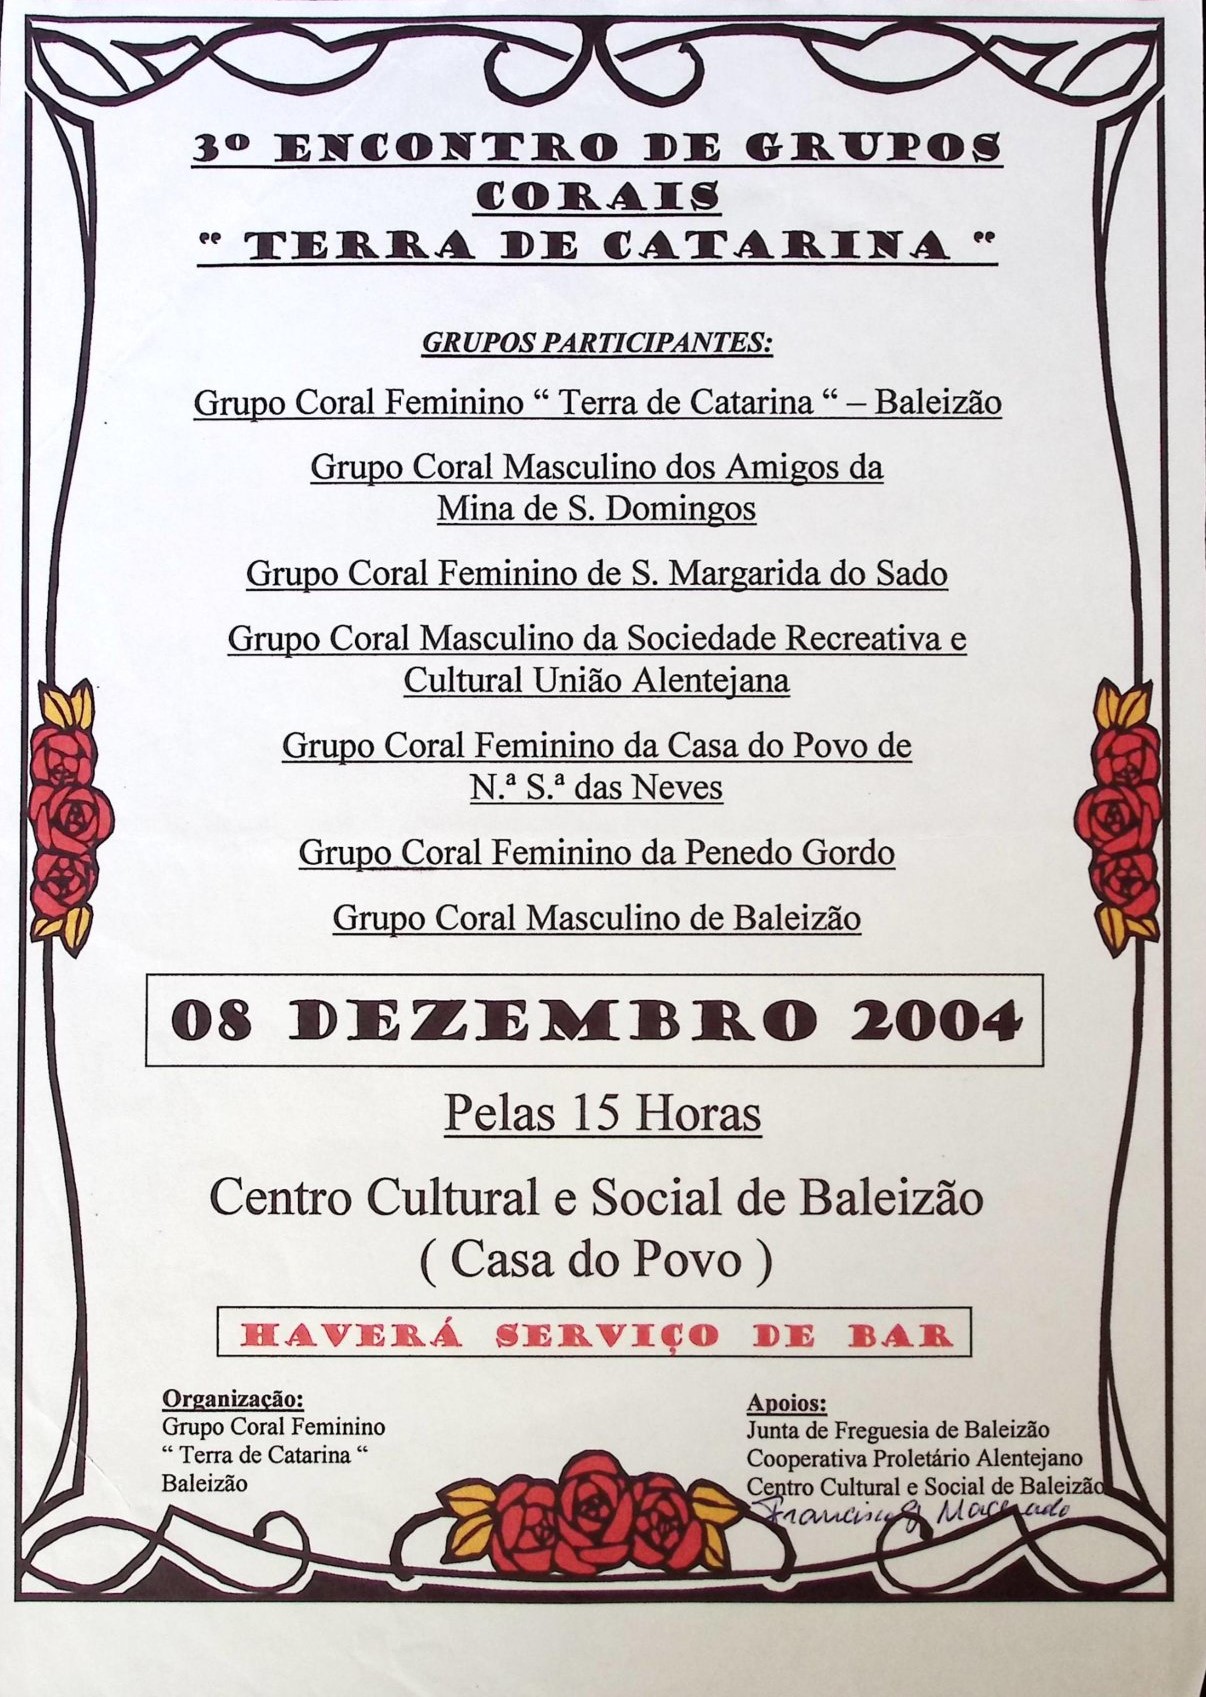 3º ENCONTRO DE GRUPOS
CORAIS
“ TERRA DE CATARINA “
GRUPOS PARTICIPANTES:
Grupo Coral Feminino “ Terra de Catarina “ – Baleizão
Grupo Coral Masculino dos Amigos da
Mina de S. Domingos
Grupo Coral Feminino de S. Margarida do Sado
Grupo Coral Masculino da Sociedade Recreativa e
Cultural União Alentejana
Grupo Coral Feminino da Casa do Povo de
N.ª S.ª das Neves
Grupo Coral Feminino da Penedo Gordo
Grupo Coral Masculino de Baleizão
08 DEZEMBRO 2004
Pelas 15 Horas
Centro Cultural e Social de Baleizão
( Casa do Povo )
HAVERÁ SERVIÇO DE BAR
Organização:
Grupo Coral Feminino
“ Terra de Catarina “
Baleizão
Apoios:
Junta de Freguesia de Baleizão
Cooperativa Proletário Alentejano
Centro Cultural e Social de Baleizão
Machado